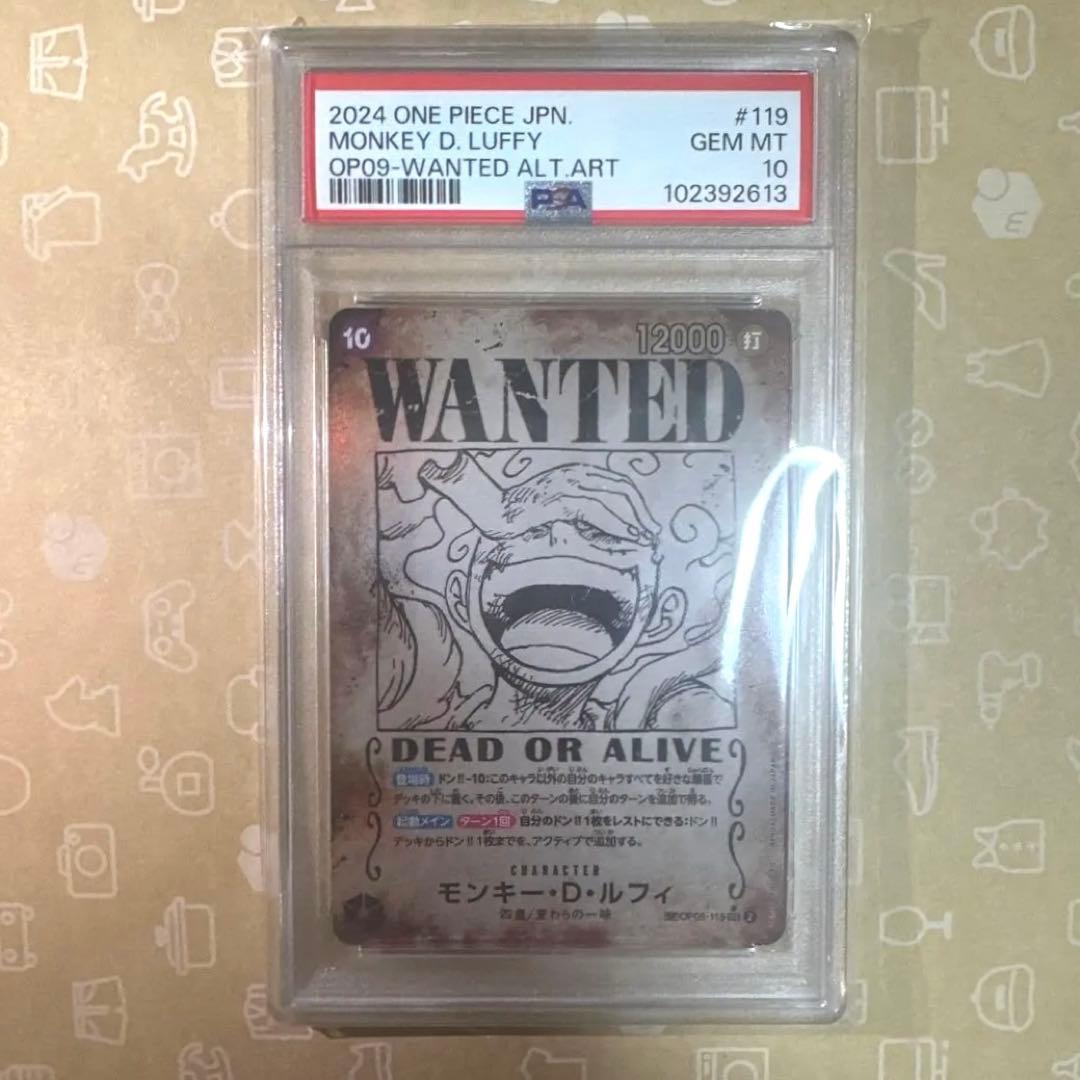 2024 ONE PIECE JPN. #119
MONKEY D. LUFFY GEM MT
OP09-WANTED ALT.ART 10
PSA 102392613
10 12000 打
WANTED
DEAD OR ALIVE
登場時 ドン!!-10:このキャラ以外の自分のキャラすべてを好きな順番で
デッキの下に置く。その後、このターンの後に自分のターンを追加で得る。
起動メイン ターン1回 自分のドン!!1枚をレストにできる:ドン!!
デッキからドン!!1枚までを、アクティブで追加する。
CHARACTER
モンキー・D・ルフィ
四皇/麦わらの一味 OP05-119 2